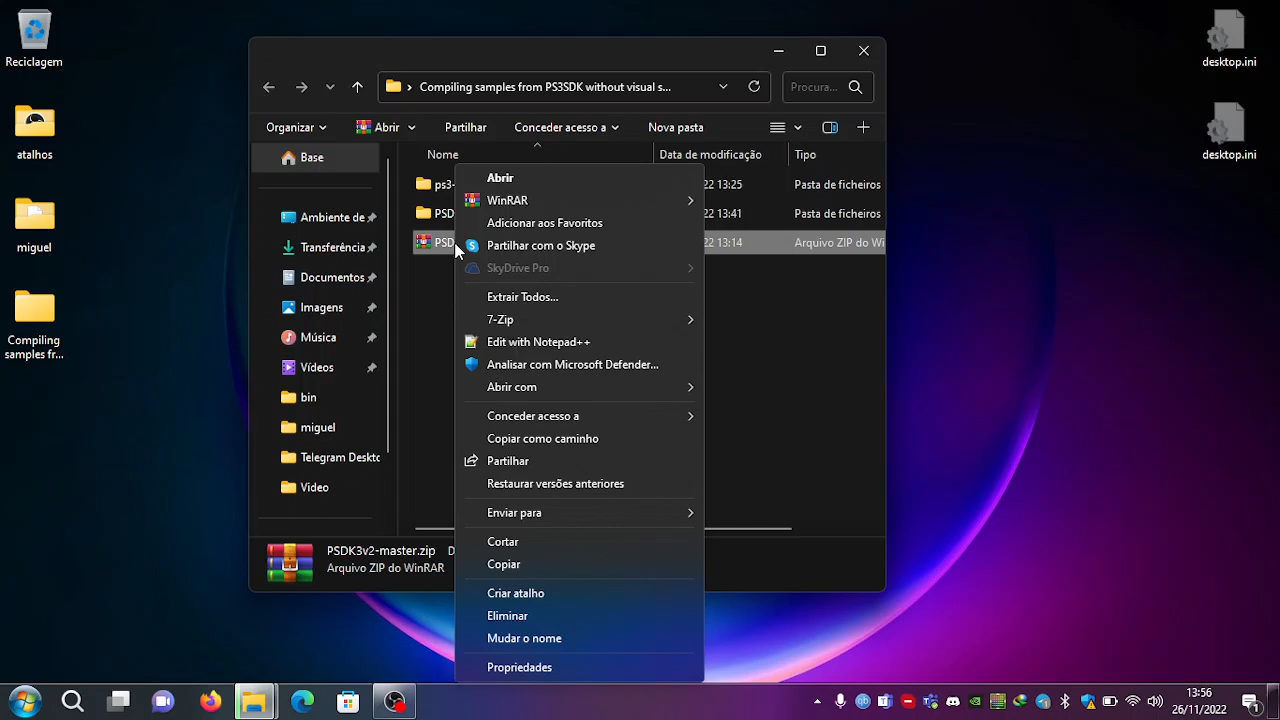 Reciclagem
atalhos
miguel
Compiling
samples fr...
desktop.ini
desktop.ini
Compiling samples from PS3SDK without visual s...
Procura...
Organizar
Abrir
Partilhar
Conceder acesso a
Nova pasta
Base
Ambiente de
Transferência
Documentos
Imagens
Música
Vídeos
bin
miguel
Telegram Deskto
Video
Nome
Data de modificação
Tipo
ps3-
22 13:25
Pasta de ficheiros
PSD
22 13:41
Pasta de ficheiros
PSD
22 13:14
Arquivo ZIP do Wi
Abrir
WinRAR
Adicionar aos Favoritos
Partilhar com o Skype
SkyDrive Pro
Extrair Todos...
7-Zip
Edit with Notepad++
Analisar com Microsoft Defender...
Abrir com
Conceder acesso a
Copiar como caminho
Partilhar
Restaurar versões anteriores
Enviar para
Cortar
Copiar
Criar atalho
Eliminar
Mudar o nome
Propriedades
PSDK3v2-master.zip D
Arquivo ZIP do WinRAR
13:56
26/11/2022